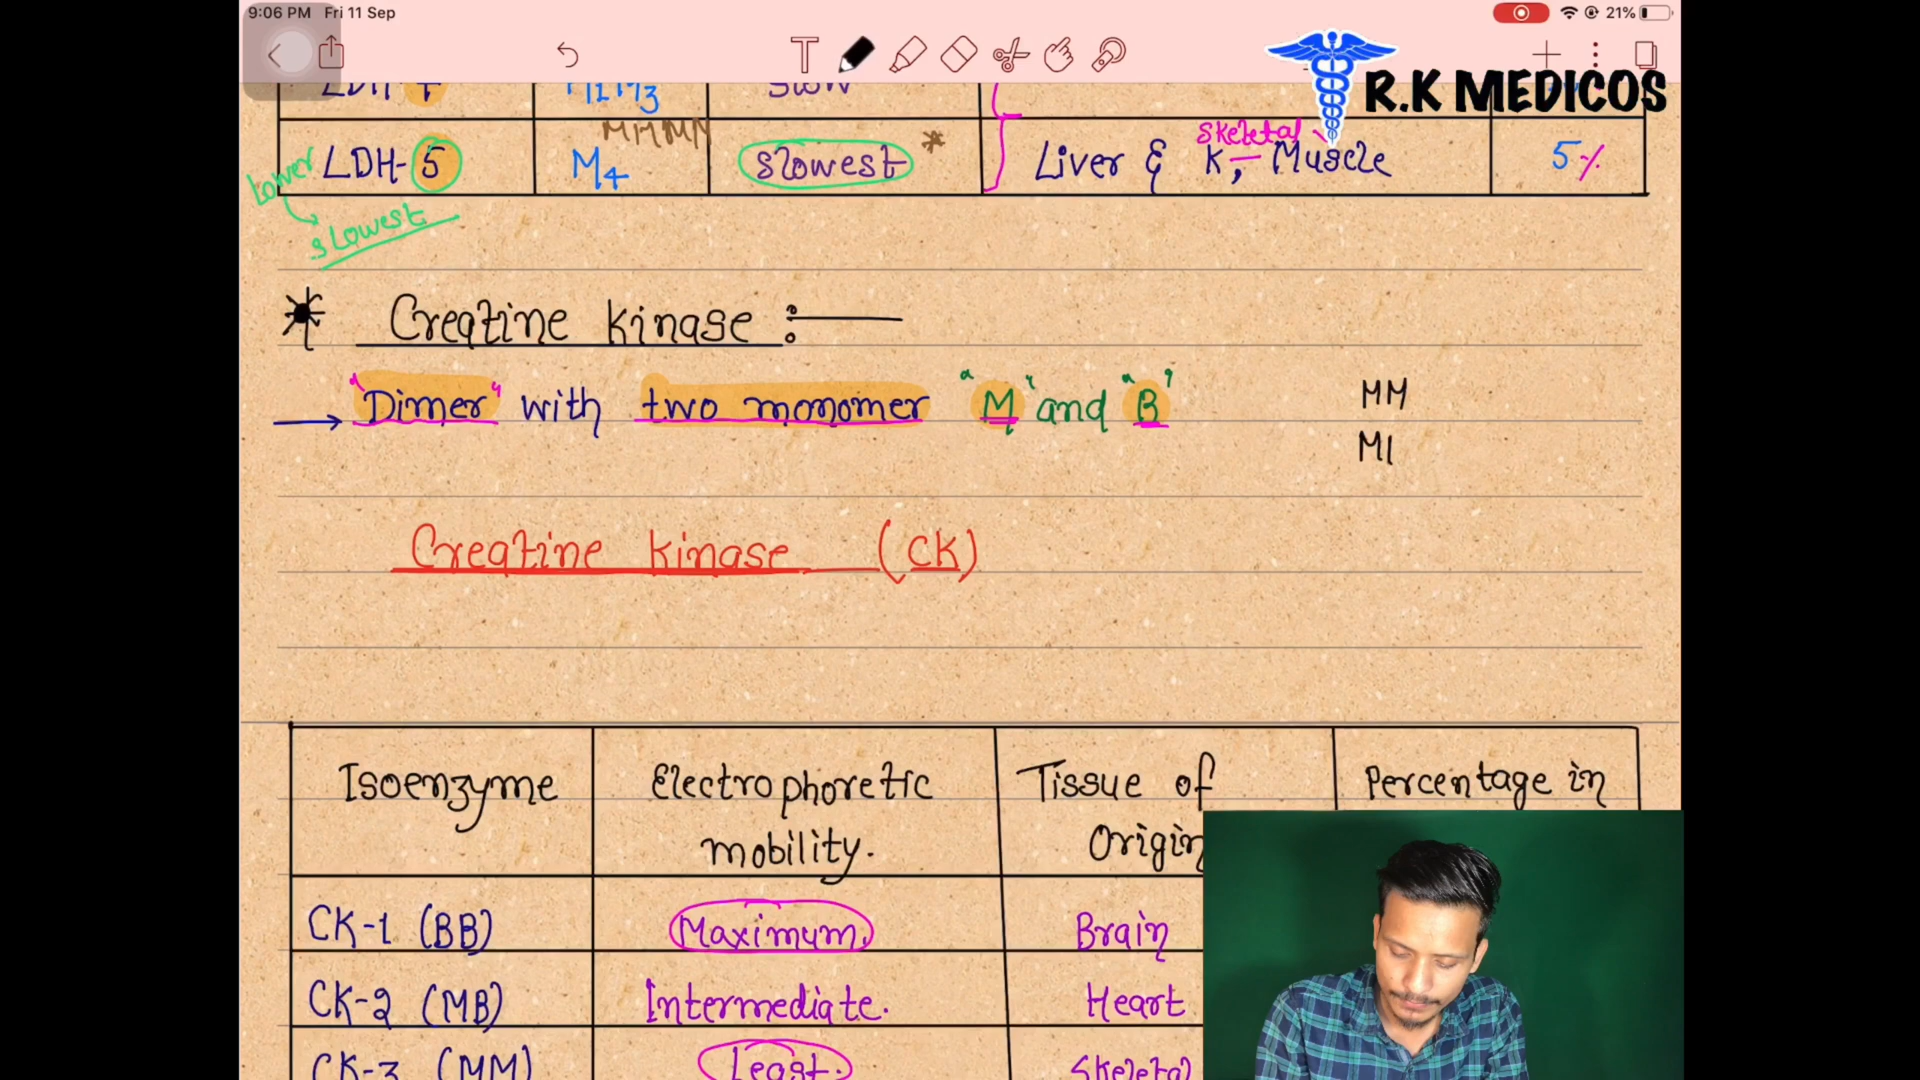 9:06 PM Fri 11 Sep
21%
R.K MEDICOS
Slow
MMMM
LDH-5
M4
Slowest
*
Liver & K, Muscle
Skeletal
5%
Lower
Slowest
Creatine kinase :
"Dimer" with two monomer "M" and "B"
MM
MI
Creatine kinase (CK)
Isoenzyme
Electrophoretic mobility.
Tissue of Origin
Percentage in
CK-1 (BB)
Maximum.
Brain
CK-2 (MB)
Intermediate.
Heart
CK-3 (MM)
Least.
Skeletal